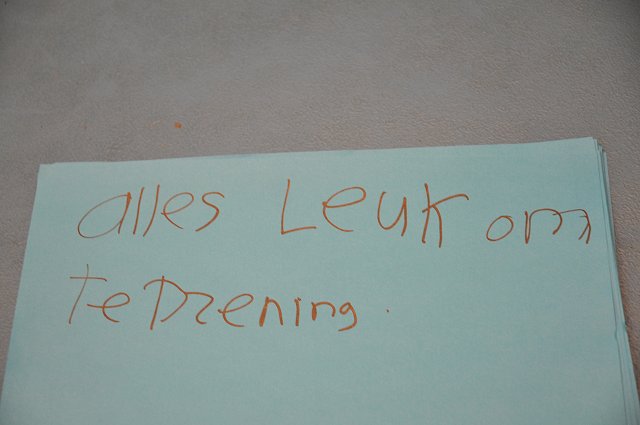 alles Leuk om
te Drening.